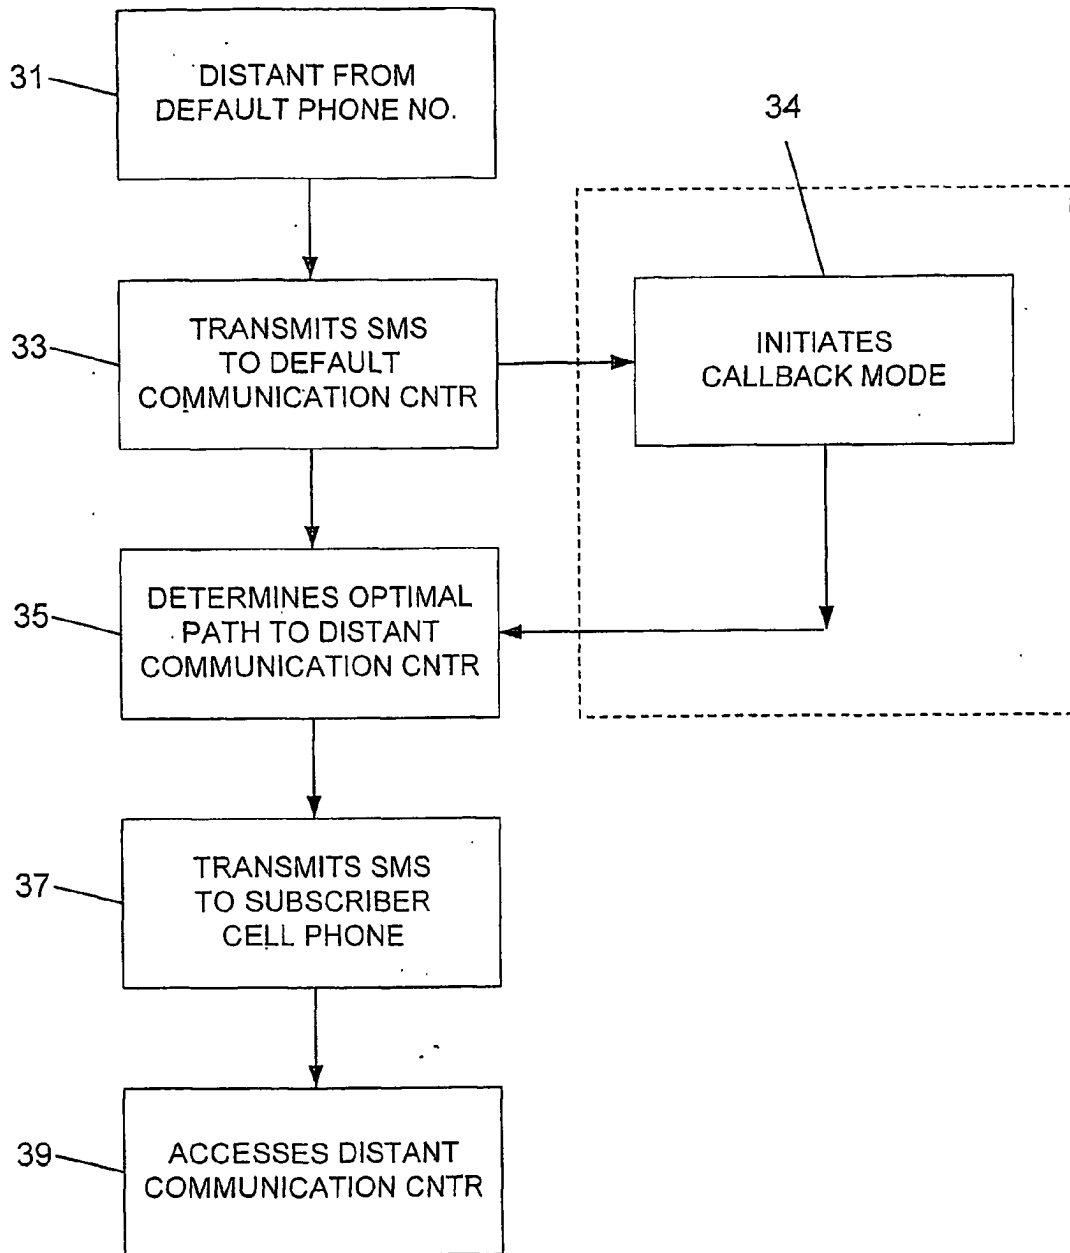 31
DISTANT FROM
DEFAULT PHONE NO.
34
33
TRANSMITS SMS
TO DEFAULT
COMMUNICATION CNTR
INITIATES
CALLBACK MODE
35
DETERMINES OPTIMAL
PATH TO DISTANT
COMMUNICATION CNTR
37
TRANSMITS SMS
TO SUBSCRIBER
CELL PHONE
39
ACCESSES DISTANT
COMMUNICATION CNTR